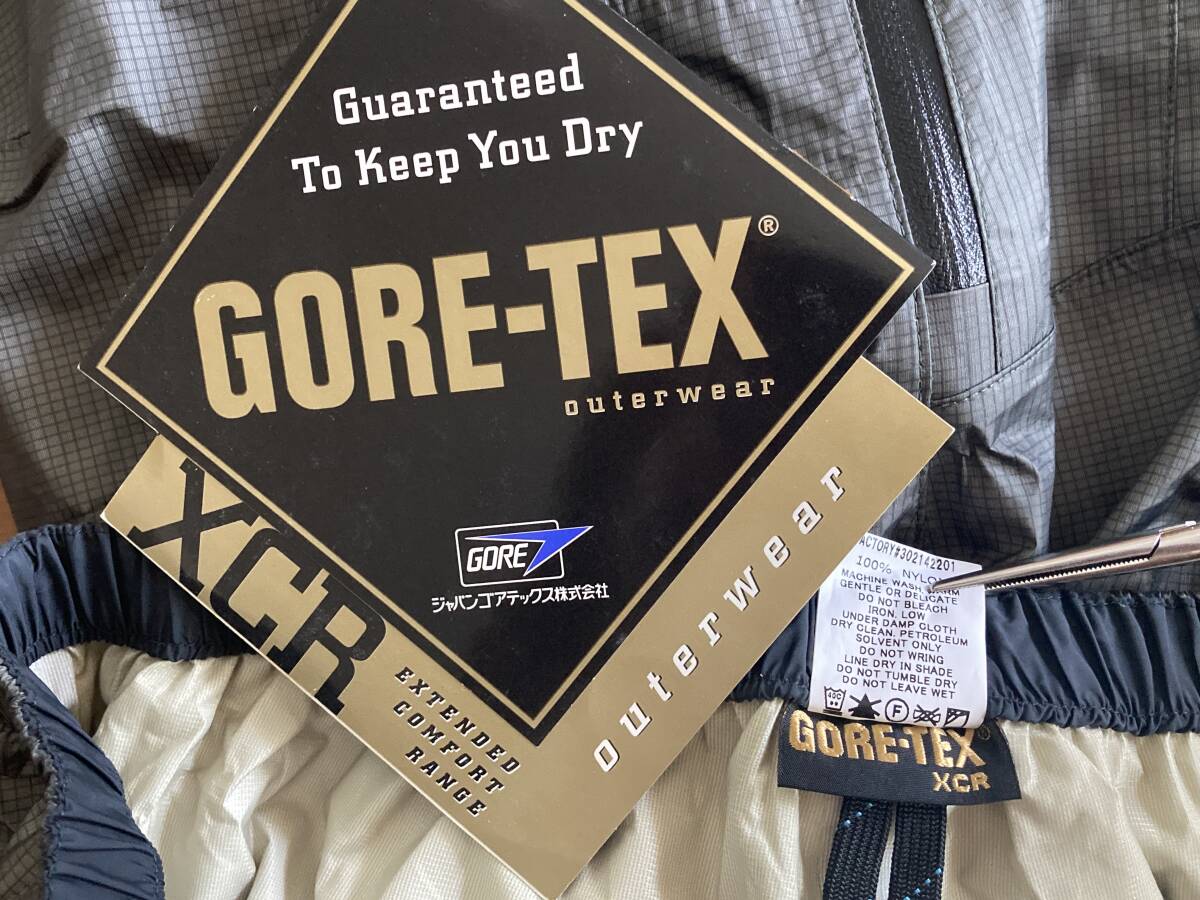 Guaranteed
To Keep You Dry
GORE-TEX®
outerwear
GORE
ジャパンゴアテックス株式会社
XCR
EXTENDED
COMFORT
RANGE
outerwear
ACTORY#302142201
100% NYLO
MACHINE WASH
GENTLE OR DELICATE
DO NOT BLEACH
IRON, LOW
UNDER DAMP CLOTH
DRY CLEAN, PETROLEUM
SOLVENT ONLY
DO NOT WRING
LINE DRY IN SHADE
DO NOT TUMBLE DRY
DO NOT LEAVE WET
40C
F
GORE-TEX®
XCR